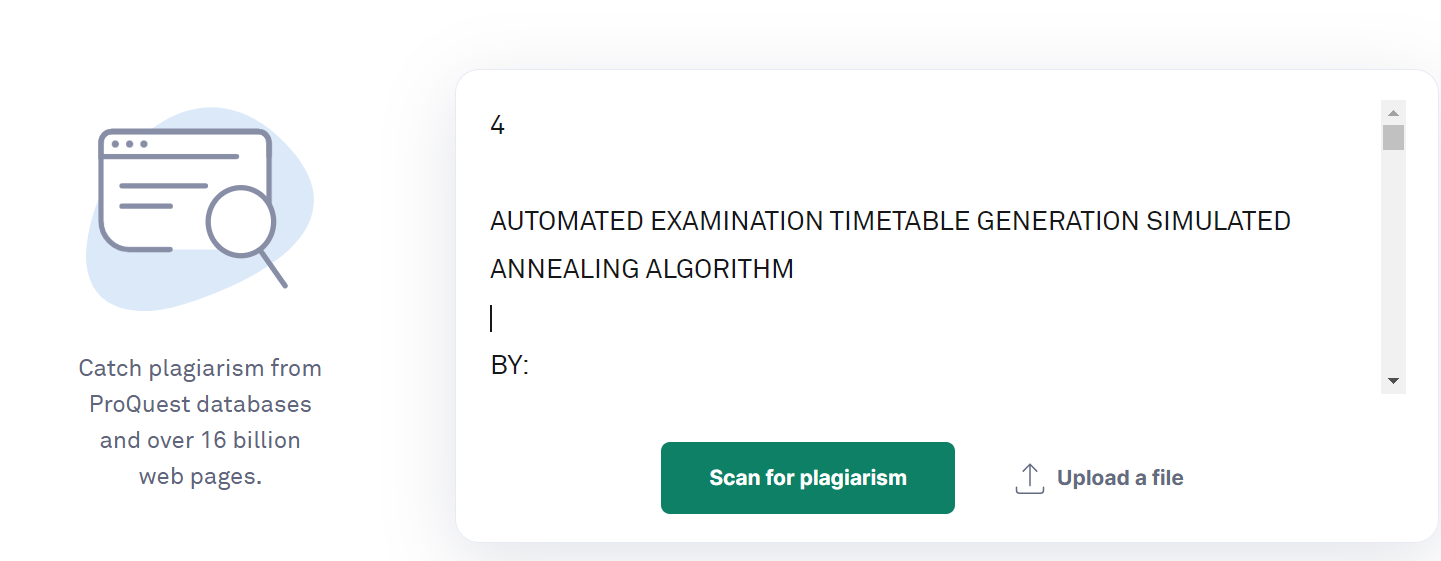 Catch plagiarism from
ProQuest databases
and over 16 billion
web pages.
4
AUTOMATED EXAMINATION TIMETABLE GENERATION SIMULATED
ANNEALING ALGORITHM
BY:
Scan for plagiarism
Upload a file